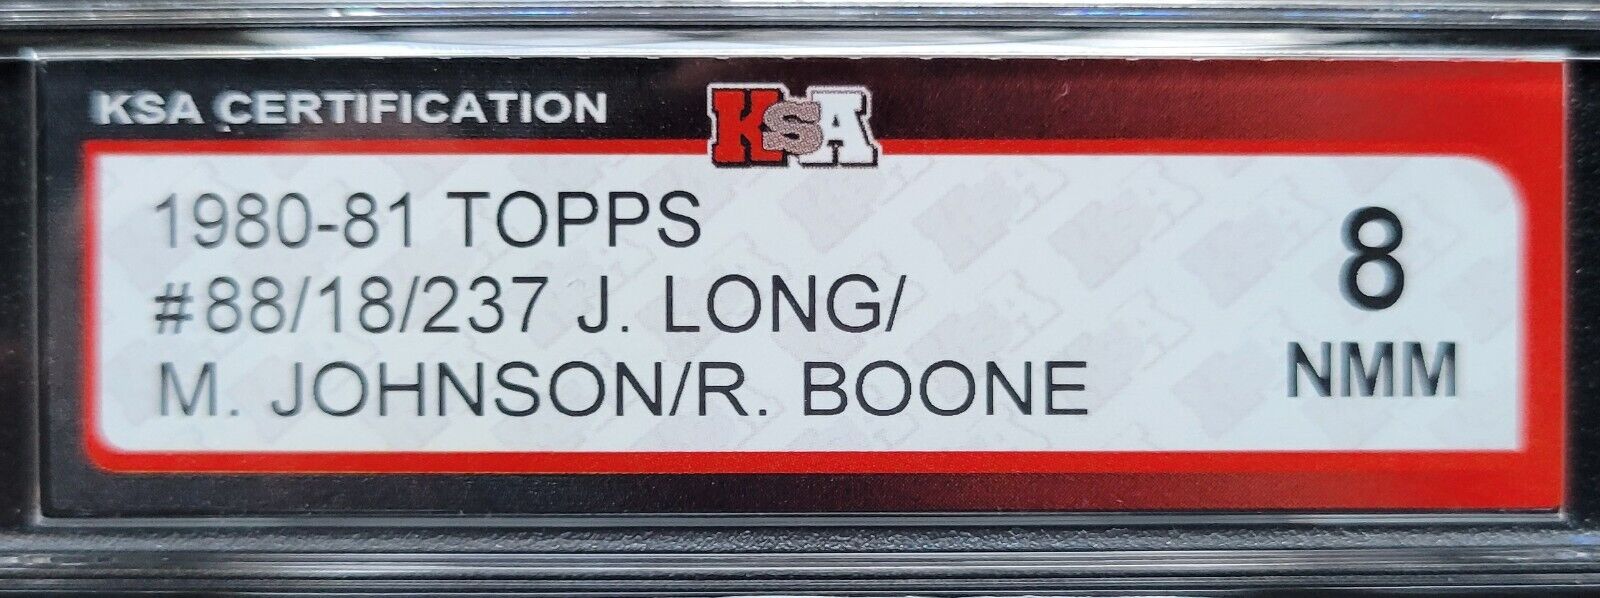 KSA CERTIFICATION
KSA
1980-81 TOPPS
#88/18/237 J. LONG/
M. JOHNSON/R. BOONE
8
NMM